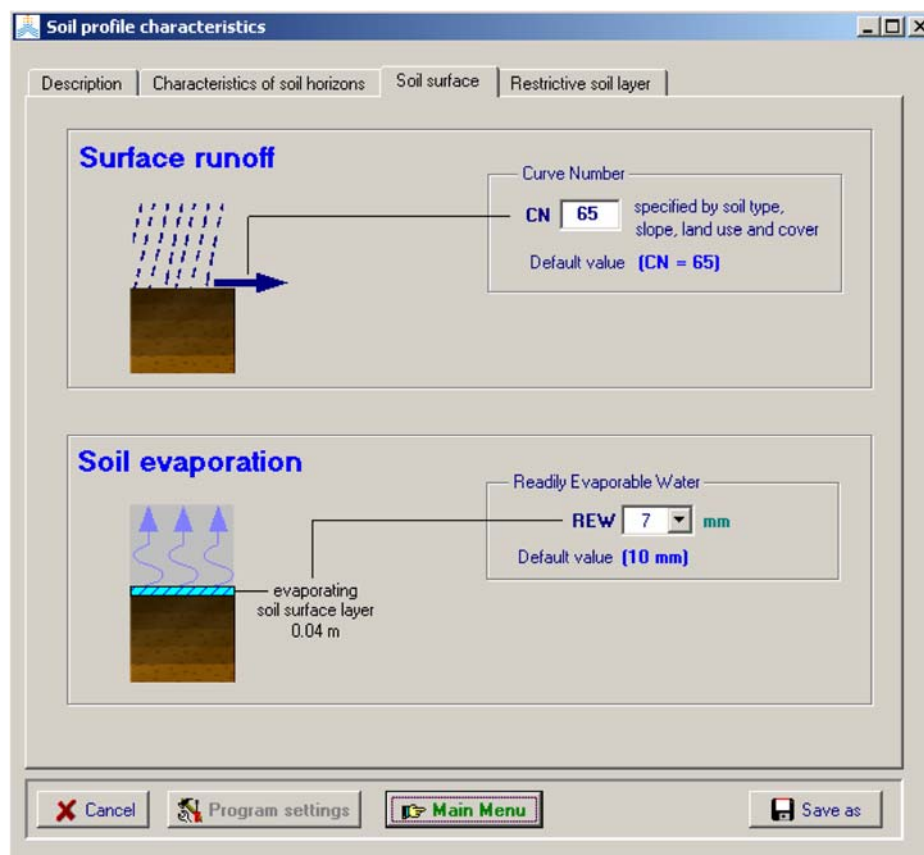 Soil profile characteristics
Description
Characteristics of soil horizons
Soil surface
Restrictive soil layer
Surface runoff
Curve Number
CN 65 specified by soil type,
slope, land use and cover
Default value (CN = 65)
Soil evaporation
Readily Evaporable Water
REW 7 mm
Default value (10 mm)
evaporating
soil surface layer
0.04 m
Cancel
Program settings
Main Menu
Save as